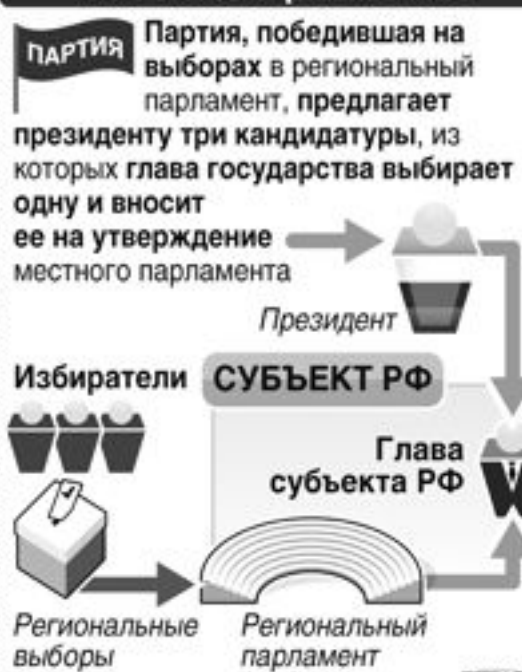 ПАРТИЯ
Партия, победившая на
выборах в региональный
парламент, предлагает
президенту три кандидатуры, из
которых глава государства выбирает
одну и вносит
ее на утверждение
местного парламента
Президент
Избиратели
СУБЪЕКТ РФ
Глава
субъекта РФ
Региональные
выборы
Региональный
парламент